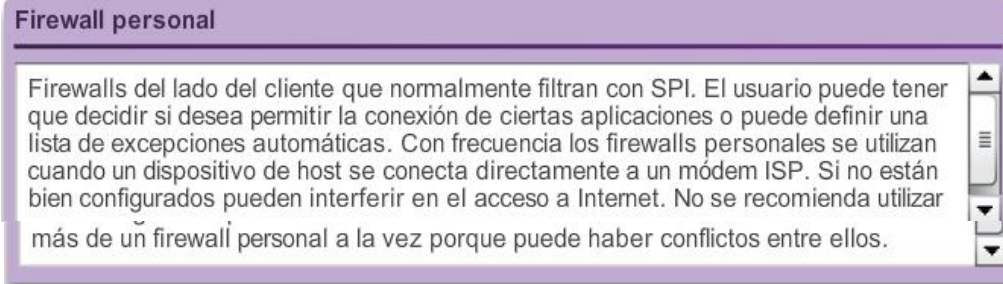 Firewall personal
Firewalls del lado del cliente que normalmente filtran con SPI. El usuario puede tener
que decidir si desea permitir la conexión de ciertas aplicaciones o puede definir una
lista de excepciones automáticas. Con frecuencia los firewalls personales se utilizan
cuando un dispositivo de host se conecta directamente a un módem ISP. Si no están
bien configurados pueden interferir en el acceso a Internet. No se recomienda utilizar
más de un firewall personal a la vez porque puede haber conflictos entre ellos.